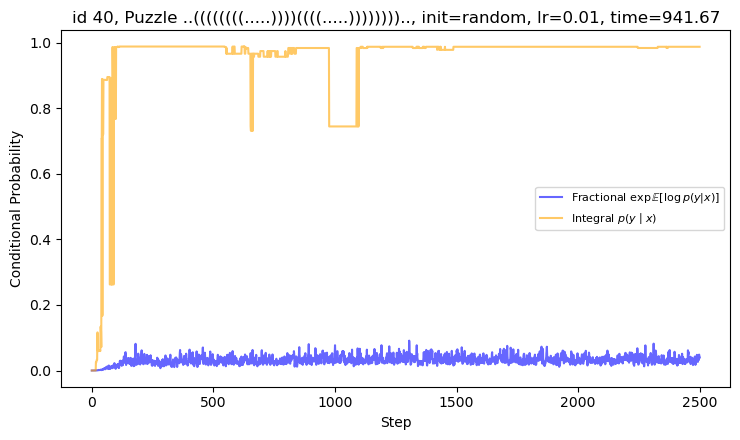 id 40, Puzzle ..((((((((.....))))((((.....)))))))).., init=random, lr=0.01, time=941.67
Conditional Probability
1.0
0.8
0.6
0.4
0.2
0.0
Fractional exp𝔼[log p(y|x)]
Integral p(y | x)
0
500
1000
1500
2000
2500
Step